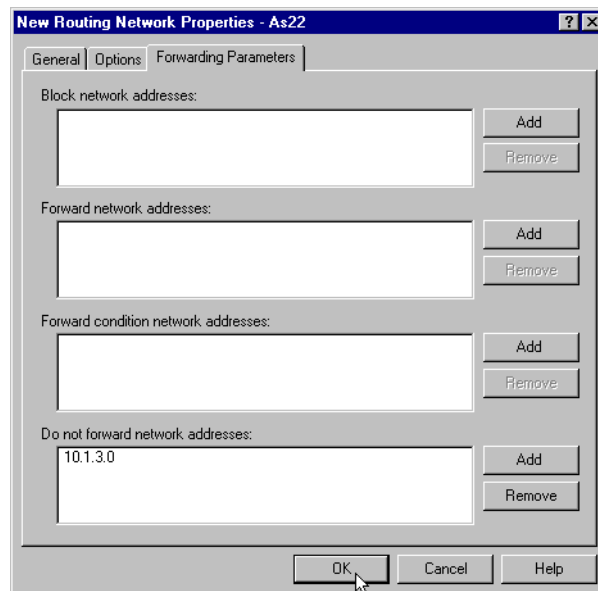 New Routing Network Properties - As22
General Options Forwarding Parameters
Block network addresses:
Add
Remove
Forward network addresses:
Add
Remove
Forward condition network addresses:
Add
Remove
Do not forward network addresses:
10.1.3.0
Add
Remove
OK Cancel Help